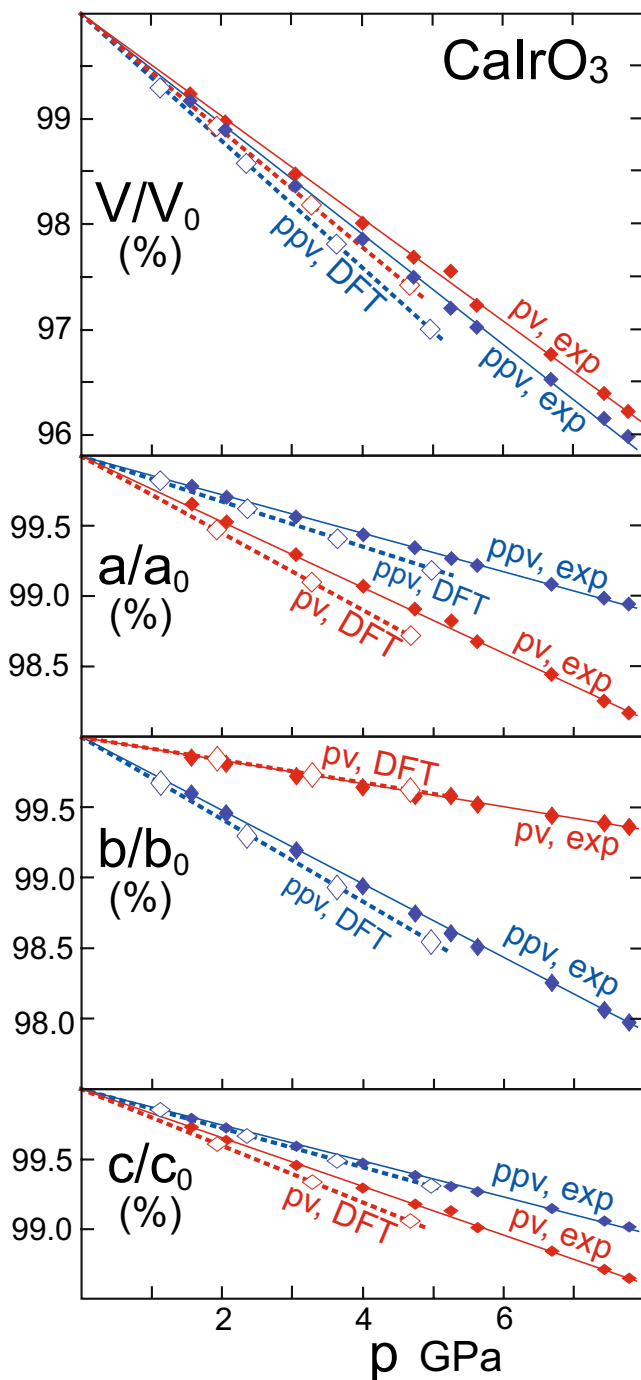 CaIrO3
99
98
97
96
V/V0
(%)
ppv, DFT
pv, exp
ppv, exp
99.5
99.0
98.5
a/a0
(%)
ppv, exp
ppv, DFT
pv, DFT
pv, exp
99.5
99.0
98.5
98.0
b/b0
(%)
pv, DFT
pv, exp
ppv, DFT
ppv, exp
99.5
99.0
c/c0
(%)
ppv, exp
pv, DFT
pv, exp
2
4
6
p GPa